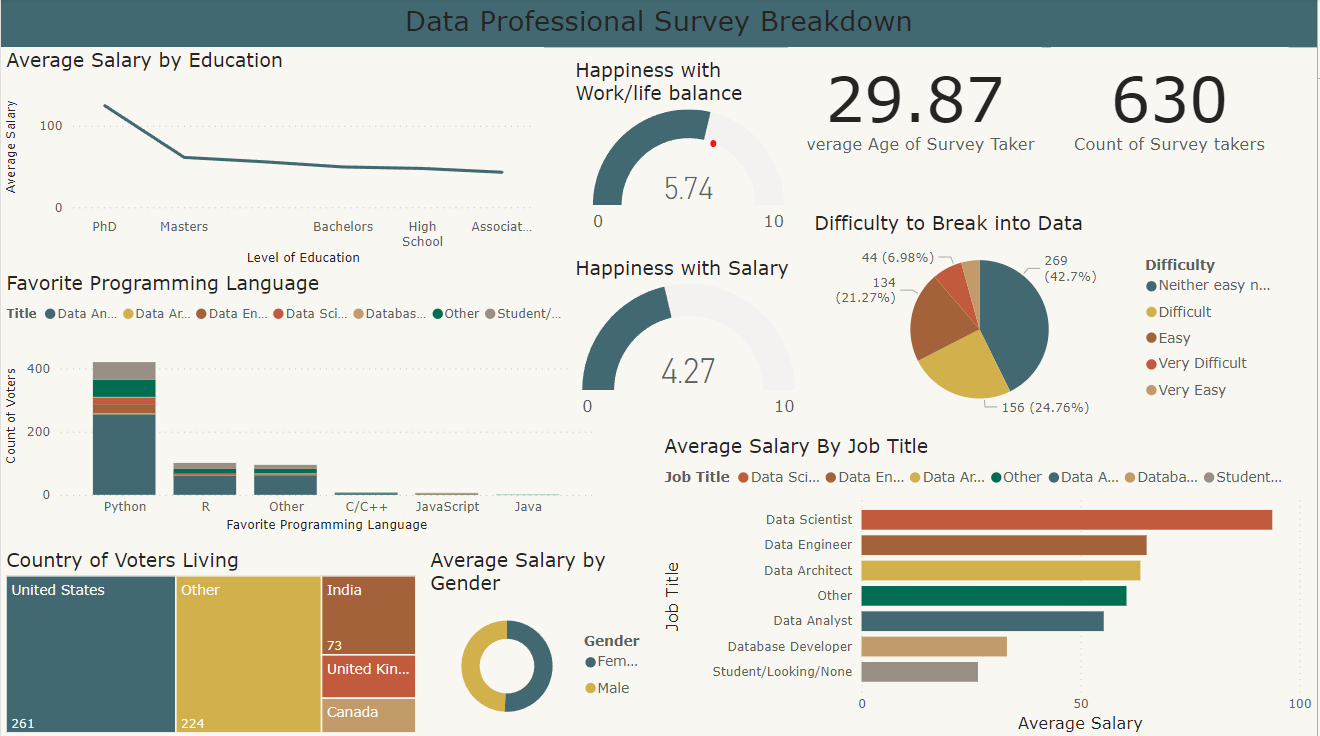 Data Professional Survey Breakdown
Average Salary by Education
Average Salary
100
0
PhD
Masters
Bachelors
High
School
Associat...
Level of Education
Happiness with
Work/life balance
5.74
0
10
29.87
verage Age of Survey Taker
630
Count of Survey takers
Favorite Programming Language
Title
Data An...
Data Ar...
Data En...
Data Sci...
Databas...
Other
Student/...
Count of Voters
400
200
0
Python
R
Other
C/C++
JavaScript
Java
Favorite Programming Language
Happiness with Salary
4.27
0
10
Difficulty to Break into Data
44 (6.98%)
134
(21.27%)
269
(42.7%)
156 (24.76%)
Difficulty
Neither easy n...
Difficult
Easy
Very Difficult
Very Easy
Average Salary By Job Title
Job Title
Data Sci...
Data En...
Data Ar...
Other
Data A...
Databa...
Student...
Job Title
Data Scientist
Data Engineer
Data Architect
Other
Data Analyst
Database Developer
Student/Looking/None
0
50
100
Average Salary
Country of Voters Living
United States
261
Other
224
India
73
United Kin...
Canada
Average Salary by
Gender
Gender
Fem...
Male